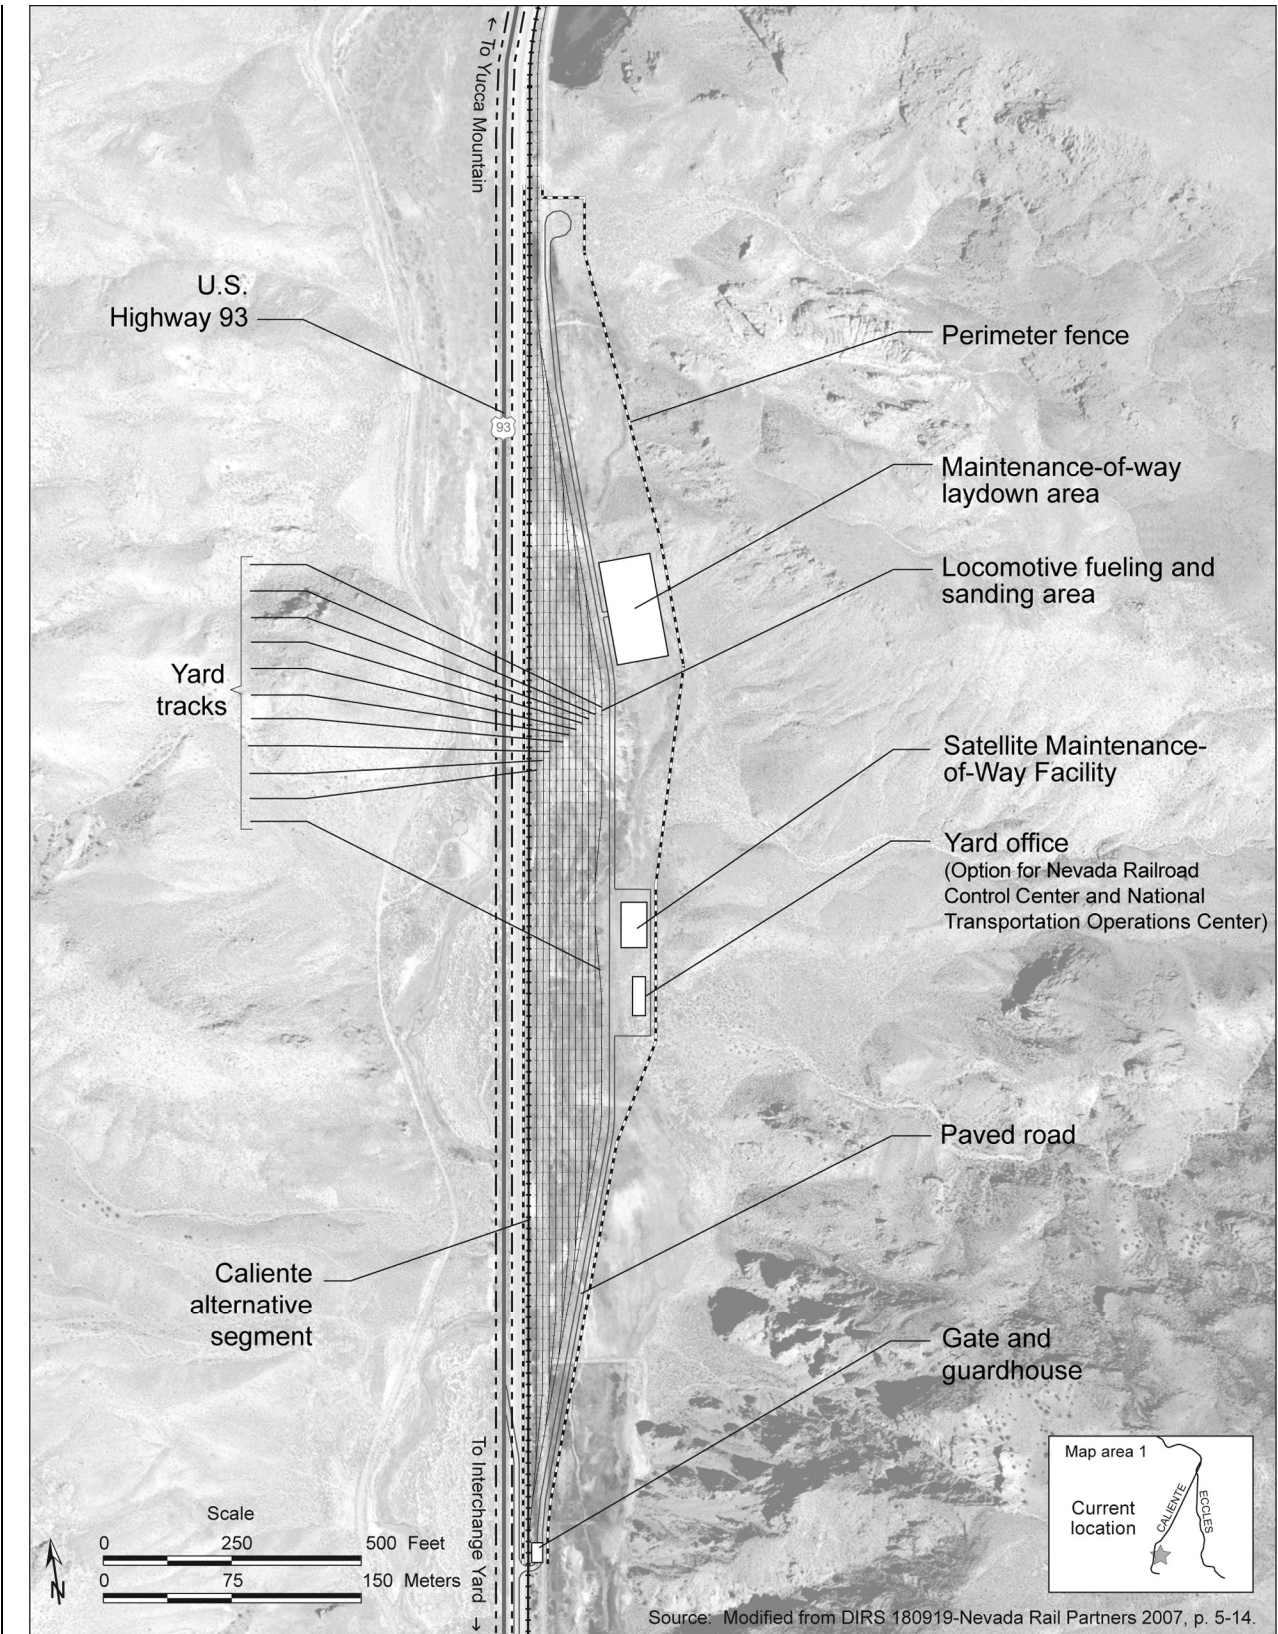 ← To Yucca Mountain
U.S.
Highway 93
93
Perimeter fence
Maintenance-of-way
laydown area
Locomotive fueling and
sanding area
Yard
tracks
Satellite Maintenance-
of-Way Facility
Yard office
(Option for Nevada Railroad
Control Center and National
Transportation Operations Center)
Paved road
Caliente
alternative
segment
Gate and
guardhouse
To Interchange Yard →
Map area 1
Current
location
CALIENTE
ECCLES
Scale
0 250 500 Feet
0 75 150 Meters
N
Source: Modified from DIRS 180919-Nevada Rail Partners 2007, p. 5-14.